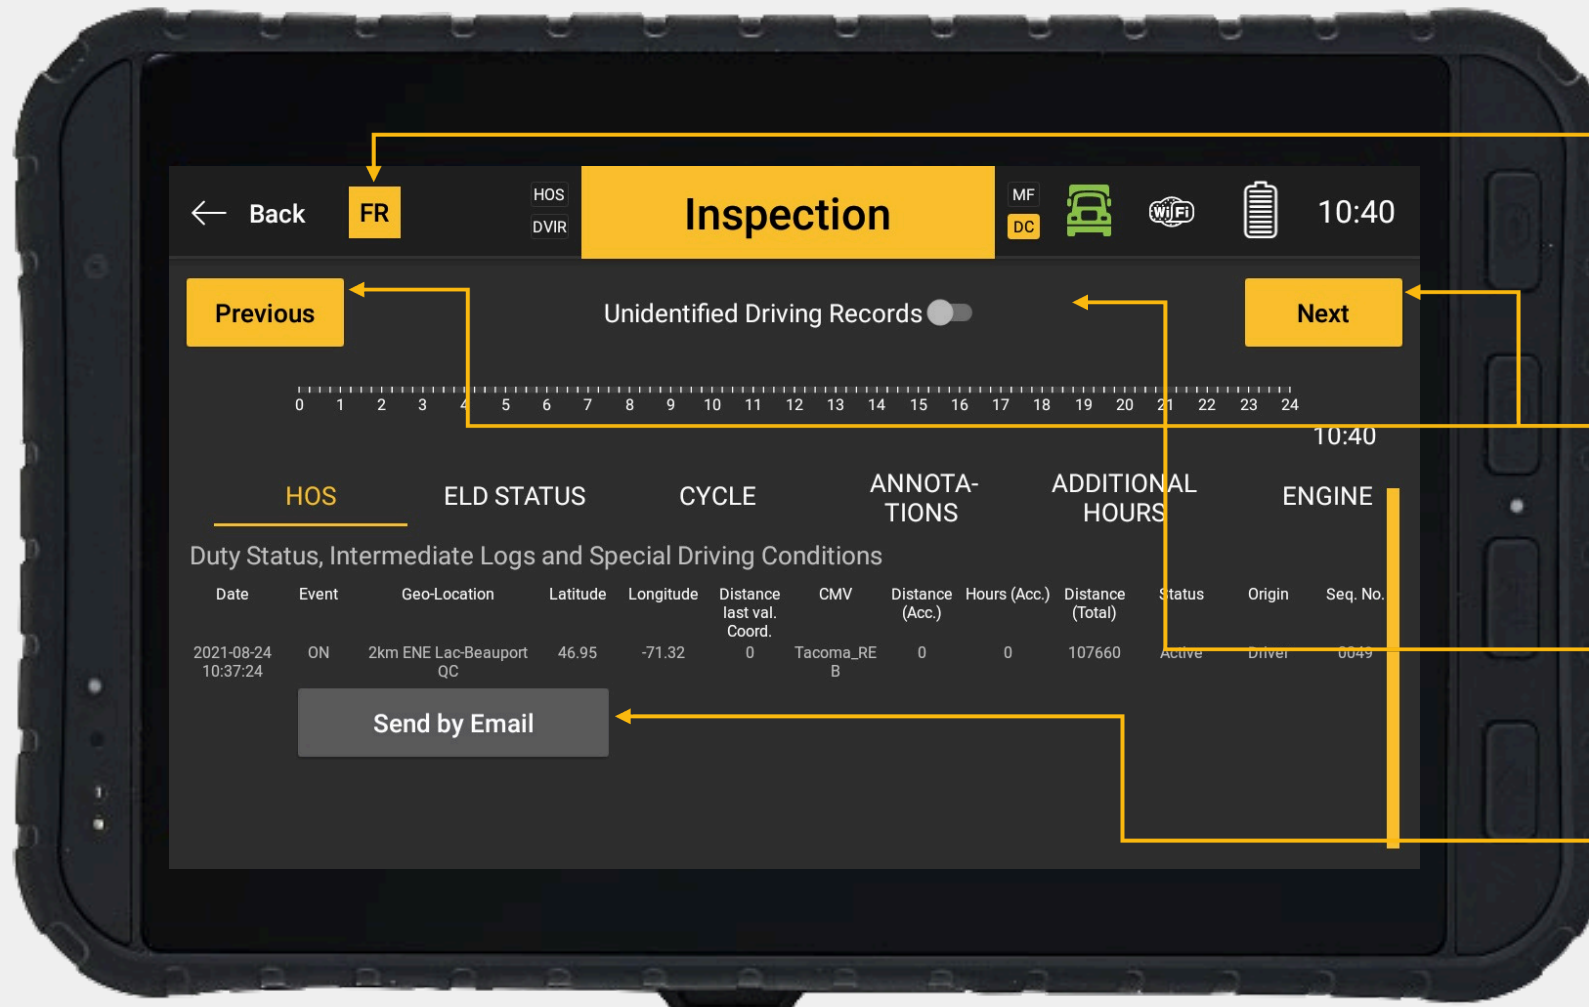 Back FR HOS DVIR Inspection MF DC WiFi 10:40
Previous Unidentified Driving Records Next
0 1 2 3 4 5 6 7 8 9 10 11 12 13 14 15 16 17 18 19 20 21 22 23 24
10:40
HOS ELD STATUS CYCLE ANNOTA- ADDITIONAL ENGINE
TIONS HOURS
Duty Status, Intermediate Logs and Special Driving Conditions
Date Event Geo-Location Latitude Longitude Distance CMV Distance Hours (Acc.) Distance Status Origin Seq. No.
last val. (Acc.) (Total)
Coord.
2021-08-24 ON 2km ENE Lac-Beauport 46.95 -71.32 0 Tacoma_RE 0 0 107660 Active Driver 0049
10:37:24 QC B
Send by Email